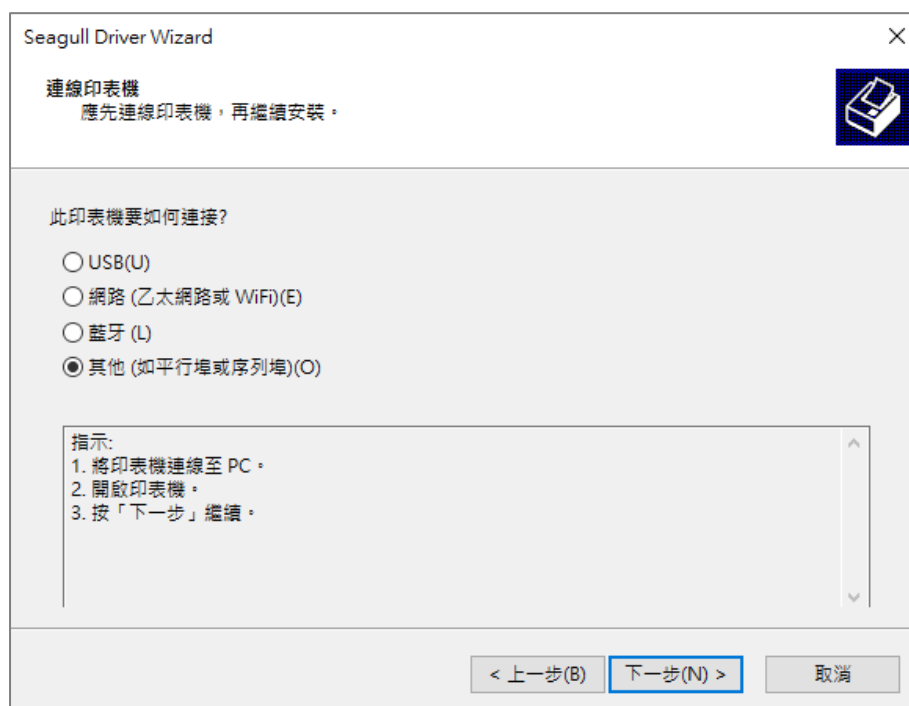 Seagull Driver Wizard
連線印表機
應先連線印表機，再繼續安裝。
此印表機要如何連接?
USB(U)
網路 (乙太網路或 WiFi)(E)
藍牙 (L)
其他 (如平行埠或序列埠)(O)
指示:
1. 將印表機連線至 PC。
2. 開啟印表機。
3. 按「下一步」繼續。
< 上一步(B)
下一步(N) >
取消